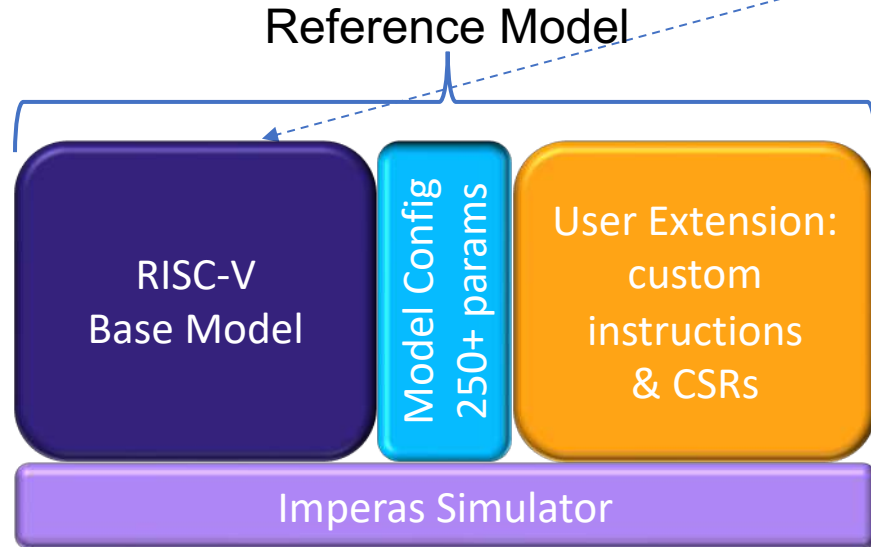 Reference Model
RISC-V
Base Model
Model Config
250+ params
User Extension:
custom
instructions
& CSRs
Imperas Simulator